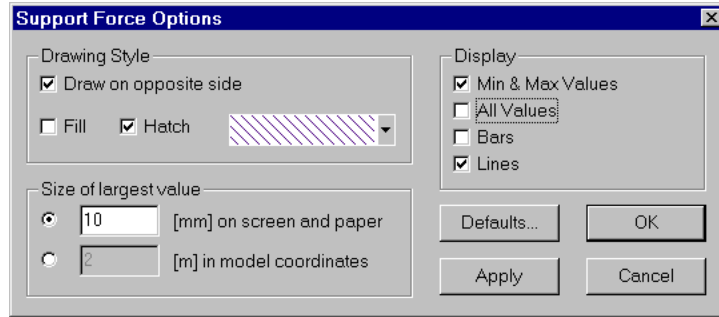 Support Force Options
Drawing Style
Draw on opposite side
Fill
Hatch
Size of largest value
10 [mm] on screen and paper
2 [m] in model coordinates
Display
Min & Max Values
All Values
Bars
Lines
Defaults...
OK
Apply
Cancel